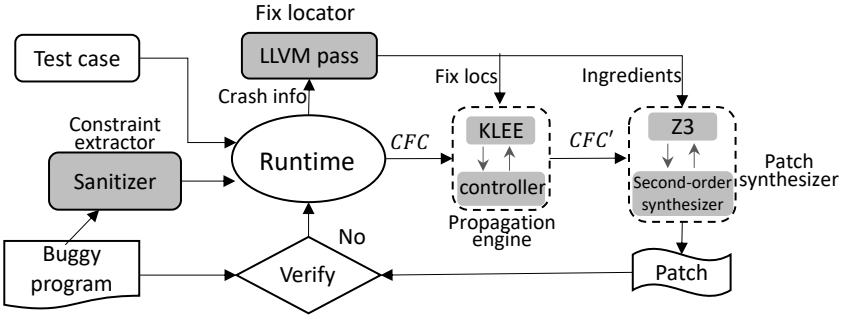 Fix locator
Test case
LLVM pass
Crash info
Fix locs
Ingredients
Constraint
extractor
Sanitizer
Runtime
CFC
KLEE
controller
Propagation
engine
CFC′
Z3
Second-order
synthesizer
Patch
synthesizer
Buggy
program
No
Verify
Patch